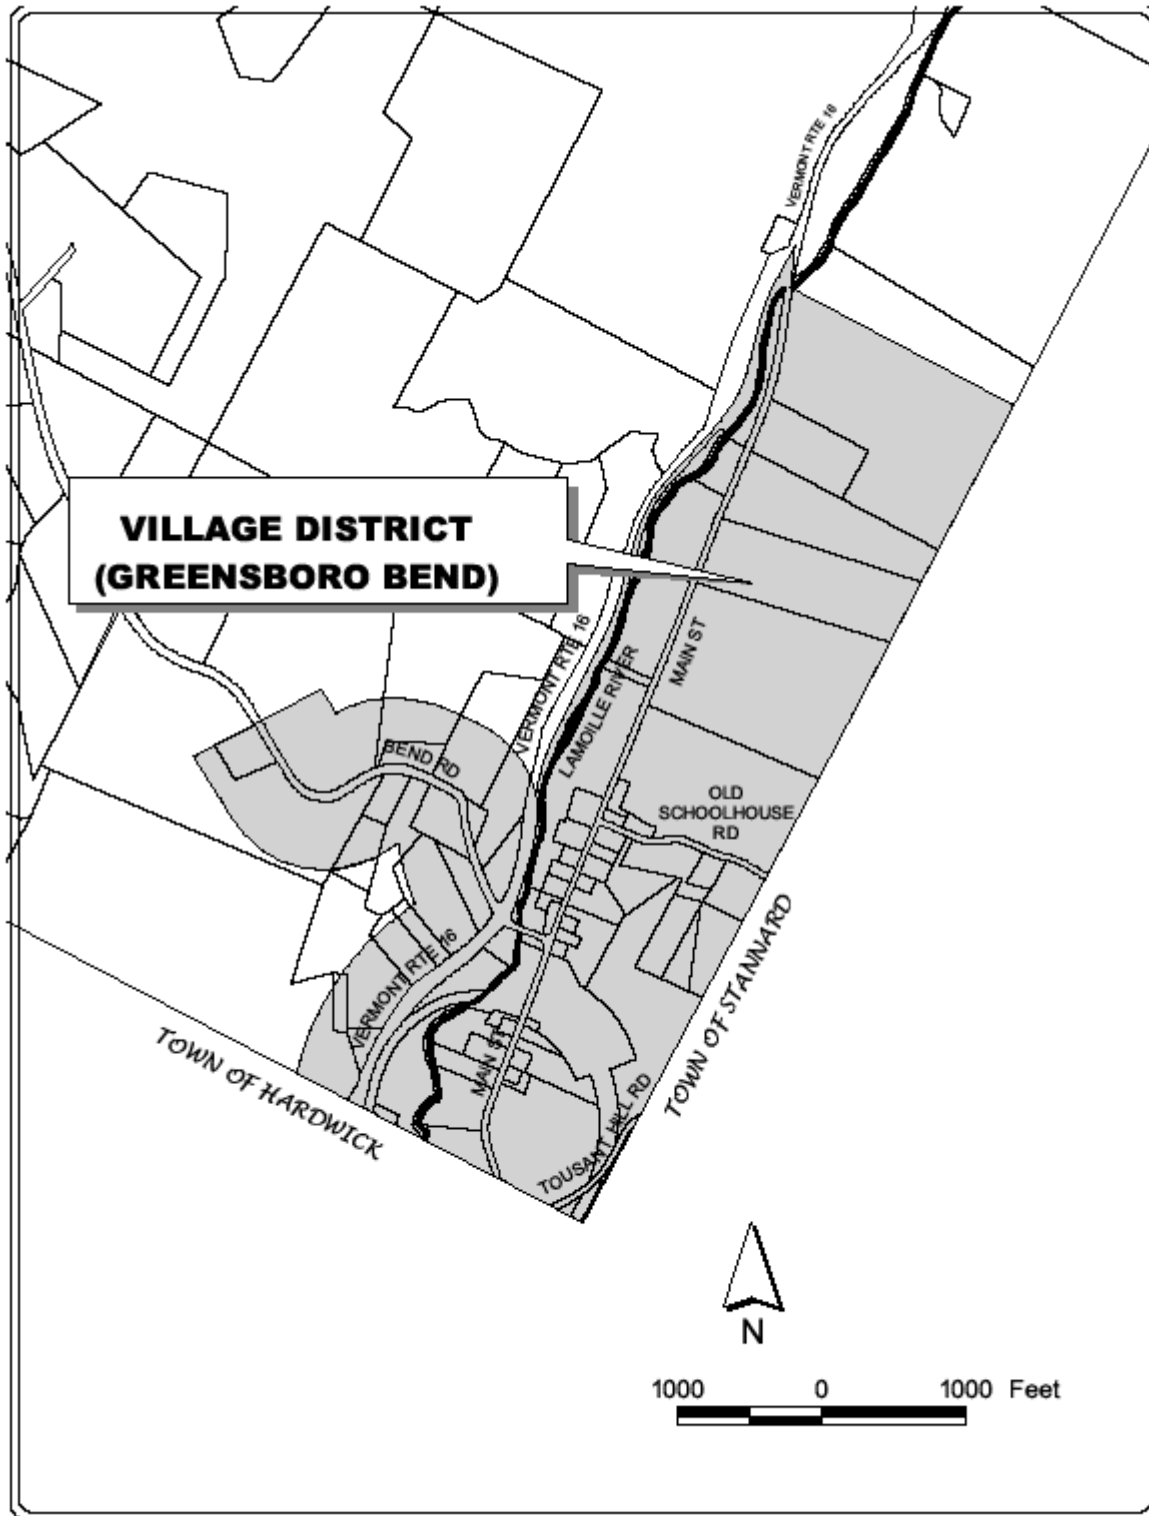 VERMONT RTE 16
VILLAGE DISTRICT
(GREENSBORO BEND)
VERMONT RTE 16
MAIN ST
LAMOILLE RIVER
BEND RD
OLD
SCHOOLHOUSE
RD
VERMONT RTE 16
TOWN OF STANNARD
TOWN OF HARDWICK
MAIN ST
TOUSANT HILL RD
N
1000 0 1000 Feet